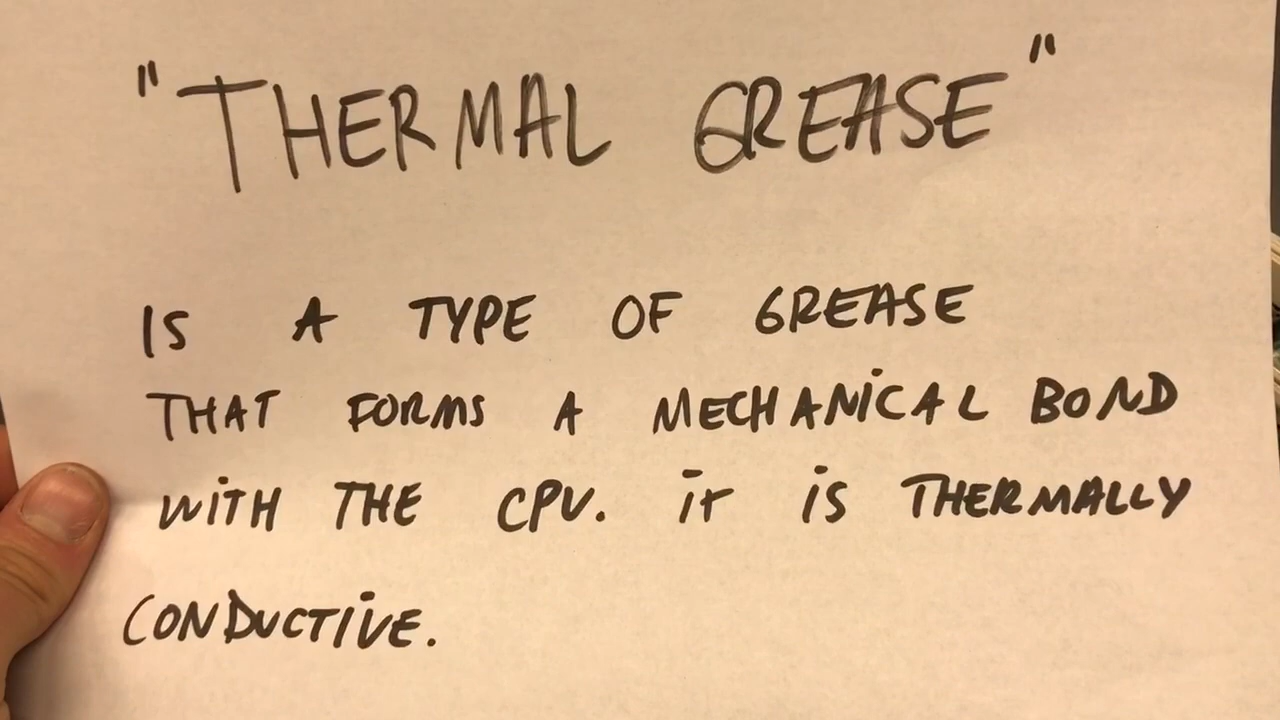 "THERMAL GREASE"
IS A TYPE OF GREASE
THAT FORMS A MECHANiCAL BOND
WiTH THE CPU. iT iS THERMALLY
CONDUCTiVE.